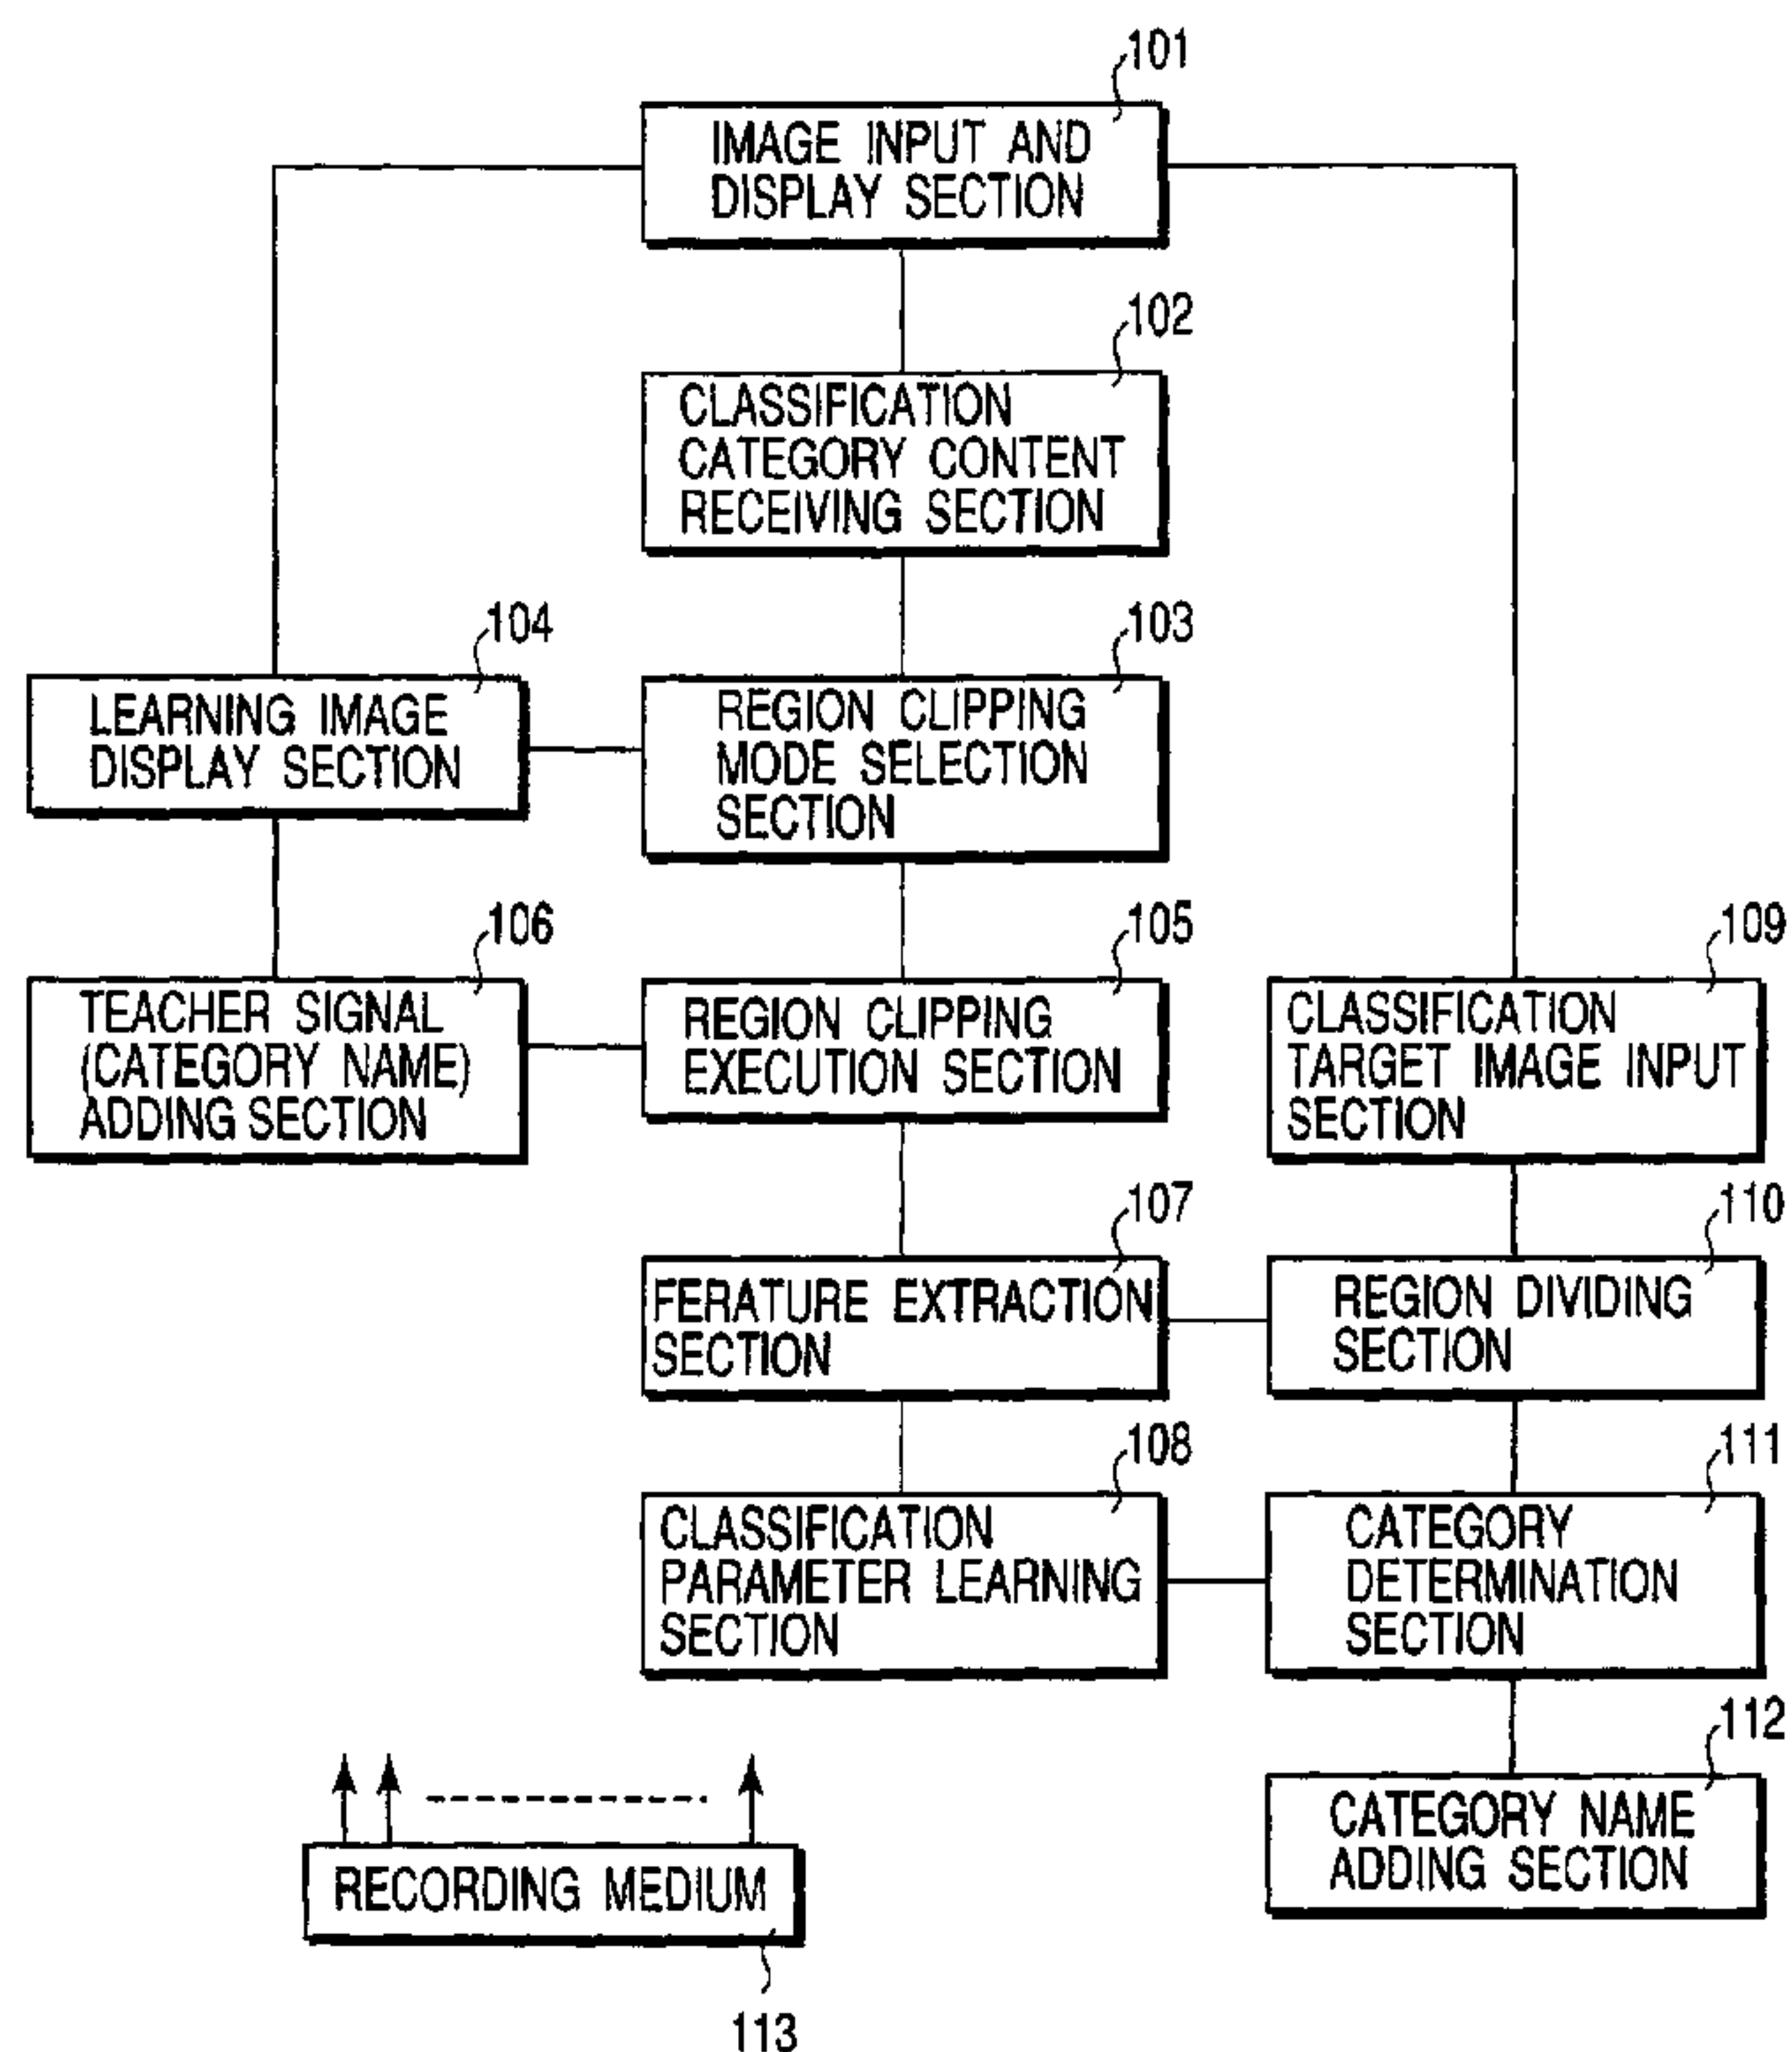 101
IMAGE INPUT AND
DISPLAY SECTION
102
CLASSIFICATION
CATEGORY CONTENT
RECEIVING SECTION
104
LEARNING IMAGE
DISPLAY SECTION
103
REGION CLIPPING
MODE SELECTION
SECTION
106
TEACHER SIGNAL
(CATEGORY NAME)
ADDING SECTION
105
REGION CLIPPING
EXECUTION SECTION
109
CLASSIFICATION
TARGET IMAGE INPUT
SECTION
107
FERATURE EXTRACTION
SECTION
110
REGION DIVIDING
SECTION
108
CLASSIFICATION
PARAMETER LEARNING
SECTION
111
CATEGORY
DETERMINATION
SECTION
112
CATEGORY NAME
ADDING SECTION
RECORDING MEDIUM
113